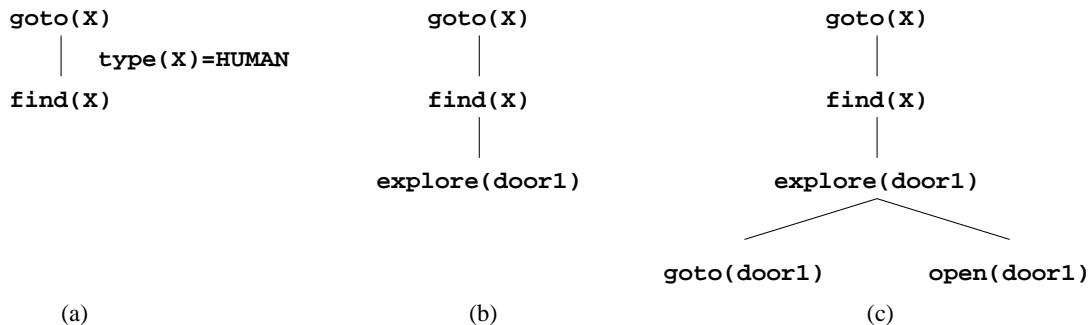 goto(X) goto(X) goto(X)
type(X)=HUMAN
find(X) find(X) find(X)
explore(door1) explore(door1)
goto(door1) open(door1)
(a) (b) (c)